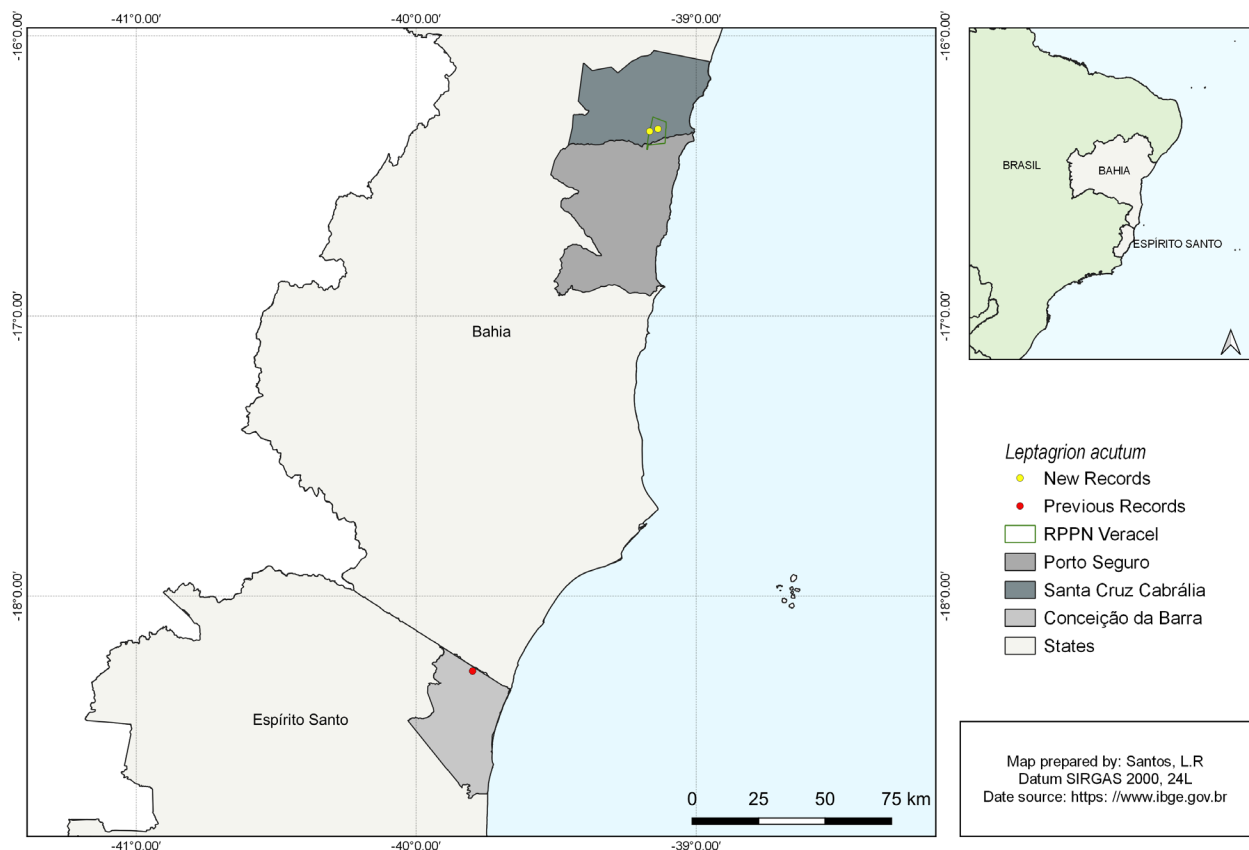 -41°0.00'
-40°0.00'
-39°0.00'
-16°0.00'
-16°0.00'
-17°0.00'
-17°0.00'
-18°0.00'
-18°0.00'
Bahia
Espírito Santo
0 25 50 75 km
-41°0.00'
-40°0.00'
-39°0.00'
BRASIL
BAHIA
ESPÍRITO SANTO
Leptagrion acutum
New Records
Previous Records
RPPN Veracel
Porto Seguro
Santa Cruz Cabrália
Conceição da Barra
States
Map prepared by: Santos, L.R
Datum SIRGAS 2000, 24L
Date source: https: //www.ibge.gov.br